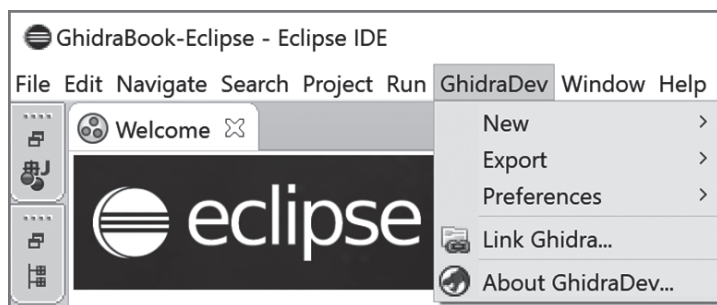 GhidraBook-Eclipse - Eclipse IDE
File Edit Navigate Search Project Run GhidraDev Window Help
Welcome
eclipse
New
Export
Preferences
Link Ghidra...
About GhidraDev...